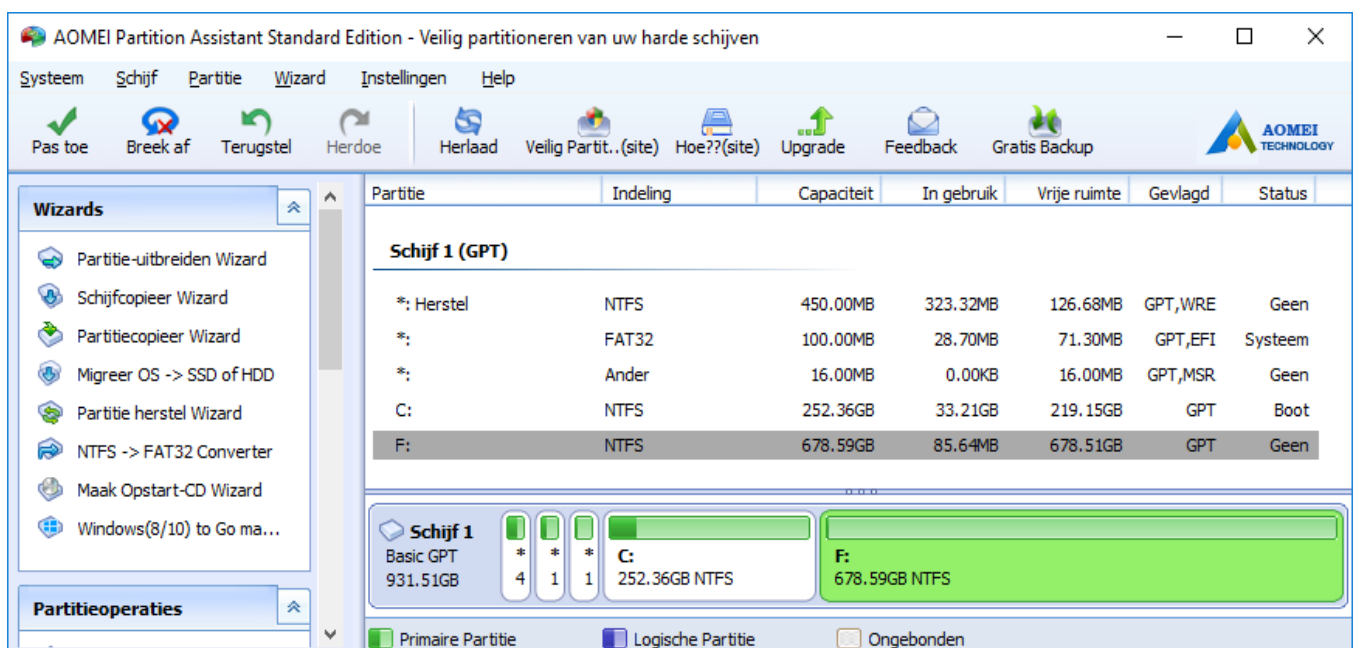 AOMEI Partition Assistant Standard Edition - Veilig partitioneren van uw harde schijven
Systeem Schijf Partitie Wizard Instellingen Help
Pas toe Breek af Terugstel Herdoe Herlaad Veilig Partit..(site) Hoe??(site) Upgrade Feedback Gratis Backup AOMEI TECHNOLOGY
Wizards
Partitie-uitbreiden Wizard
Schijfcopieer Wizard
Partitiecopieer Wizard
Migreer OS -> SSD of HDD
Partitie herstel Wizard
NTFS -> FAT32 Converter
Maak Opstart-CD Wizard
Windows(8/10) to Go ma...
Partitieoperaties
Partitie Indeling Capaciteit In gebruik Vrije ruimte Gevlagd Status
Schijf 1 (GPT)
*: Herstel NTFS 450.00MB 323.32MB 126.68MB GPT,WRE Geen
*: FAT32 100.00MB 28.70MB 71.30MB GPT,EFI Systeem
*: Ander 16.00MB 0.00KB 16.00MB GPT,MSR Geen
C: NTFS 252.36GB 33.21GB 219.15GB GPT Boot
F: NTFS 678.59GB 85.64MB 678.51GB GPT Geen
Schijf 1
Basic GPT * * * C: F:
931.51GB 4 1 1 252.36GB NTFS 678.59GB NTFS
Primaire Partitie Logische Partitie Ongebonden